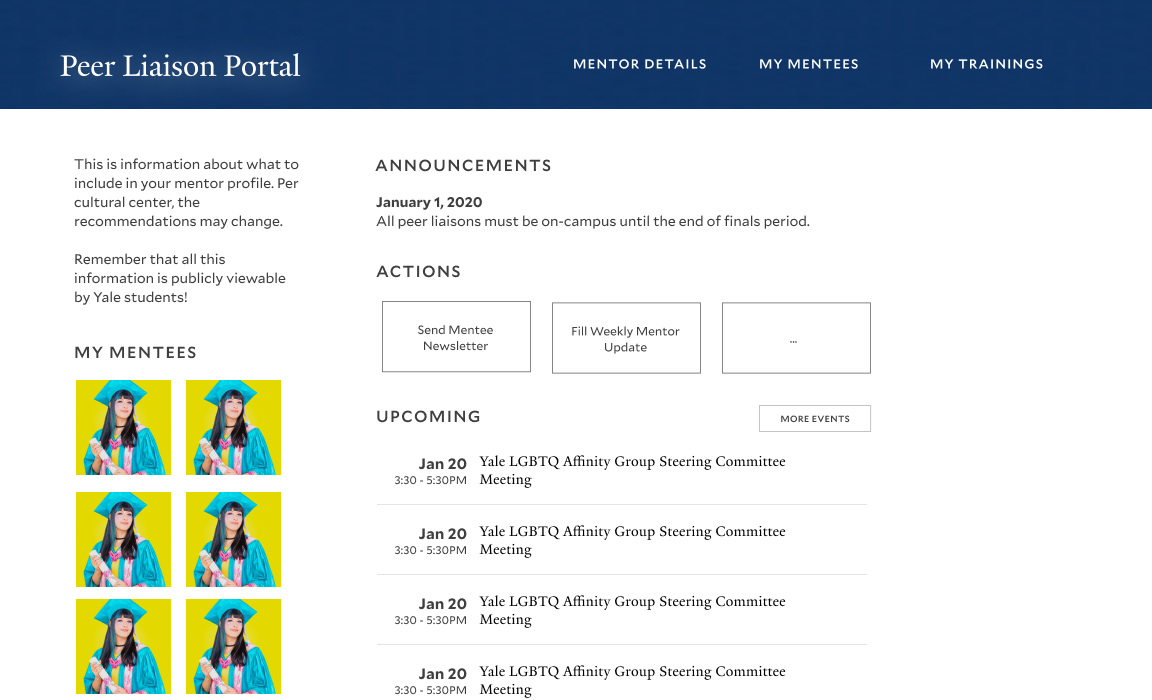 Peer Liaison Portal
MENTOR DETAILS
MY MENTEES
MY TRAININGS
This is information about what to
include in your mentor profile. Per
cultural center, the
recommendations may change.
Remember that all this
information is publicly viewable
by Yale students!
MY MENTEES
ANNOUNCEMENTS
January 1, 2020
All peer liaisons must be on-campus until the end of finals period.
ACTIONS
Send Mentee
Newsletter
Fill Weekly Mentor
Update
...
UPCOMING
MORE EVENTS
Jan 20
3:30 - 5:30PM
Yale LGBTQ Affinity Group Steering Committee
Meeting
Jan 20
3:30 - 5:30PM
Yale LGBTQ Affinity Group Steering Committee
Meeting
Jan 20
3:30 - 5:30PM
Yale LGBTQ Affinity Group Steering Committee
Meeting
Jan 20
3:30 - 5:30PM
Yale LGBTQ Affinity Group Steering Committee
Meeting